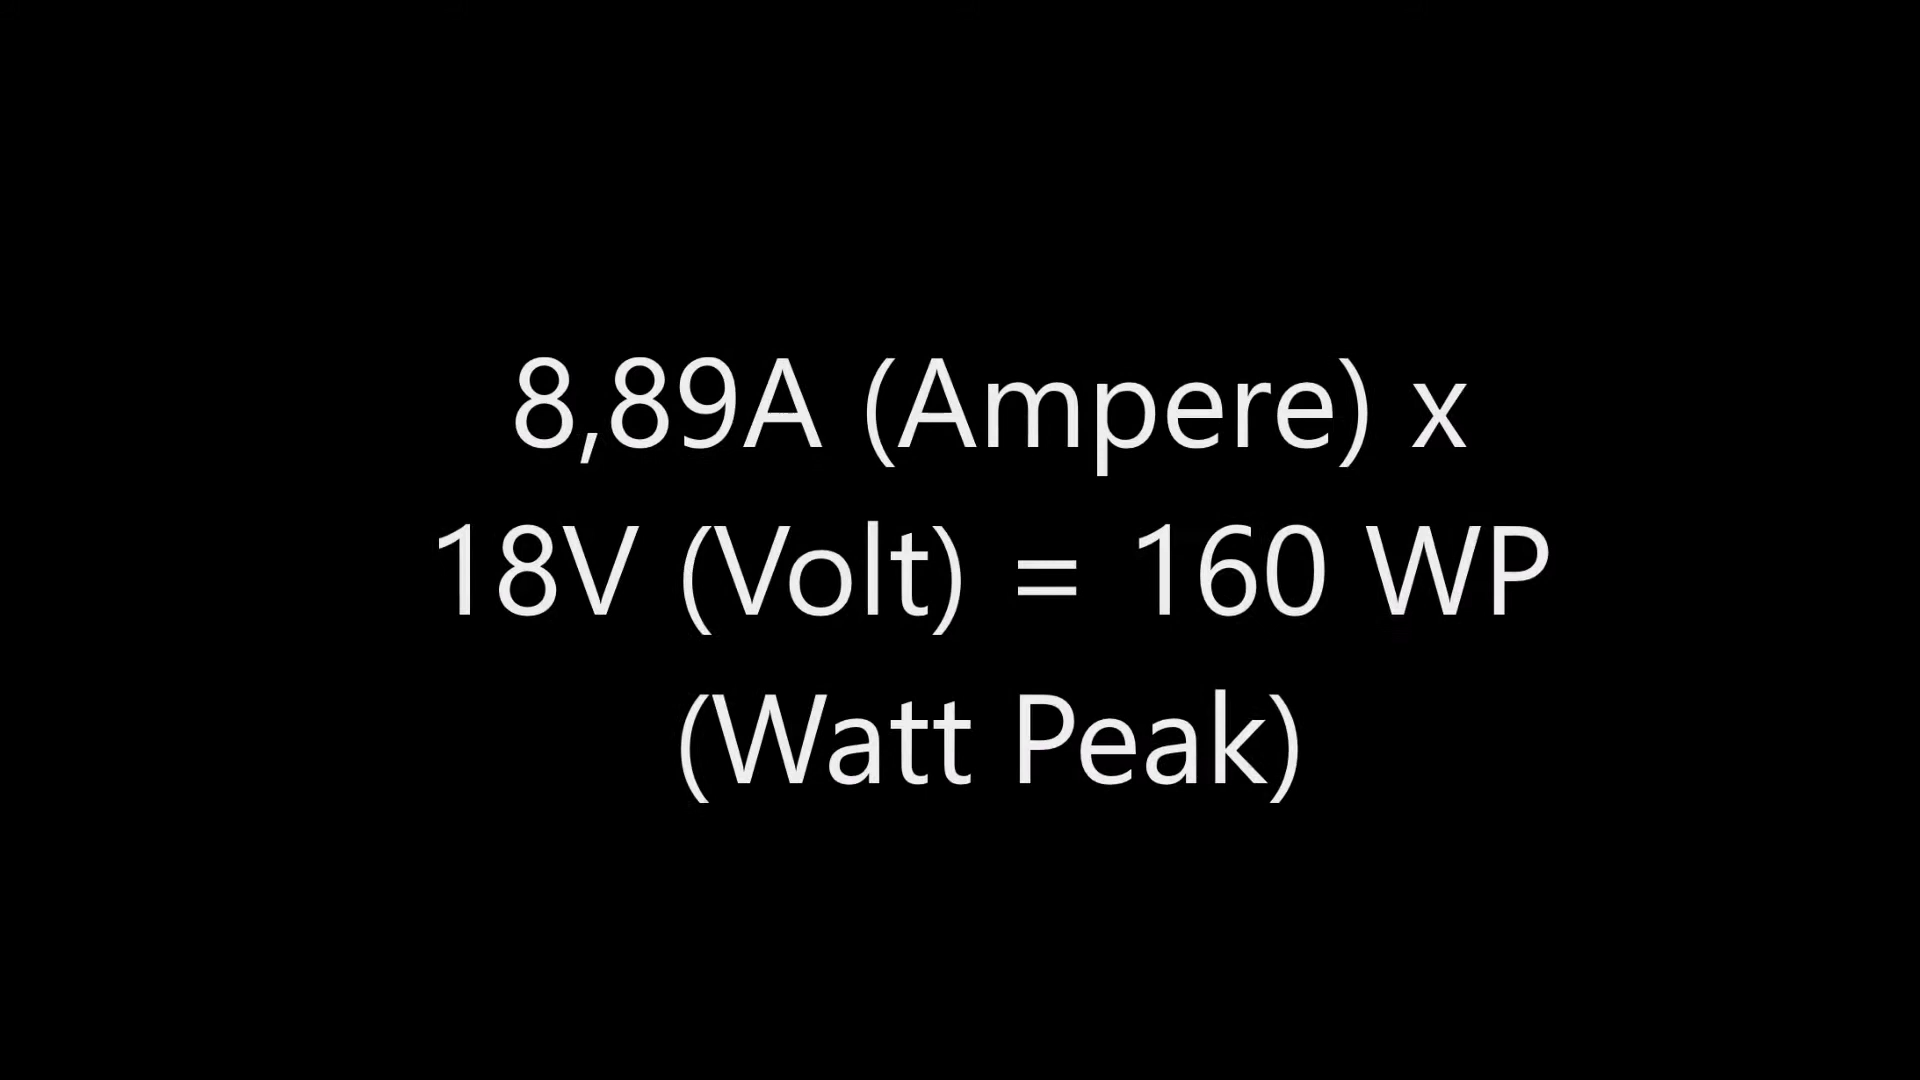 8,89A (Ampere) x
18V (Volt) = 160 WP
(Watt Peak)